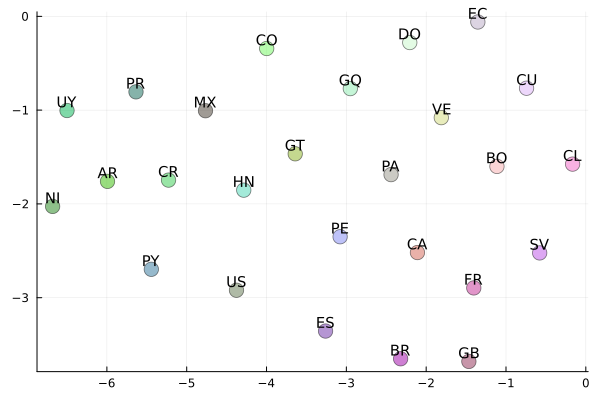 0
EC
DO
CO
GQ
CU
PR
UY
MX
−1
VE
GT
CL
BO
PA
AR
CR
HN
NI
−2
PE
CA
SV
PY
US
FR
−3
ES
BR
GB
−6 −5 −4 −3 −2 −1 0